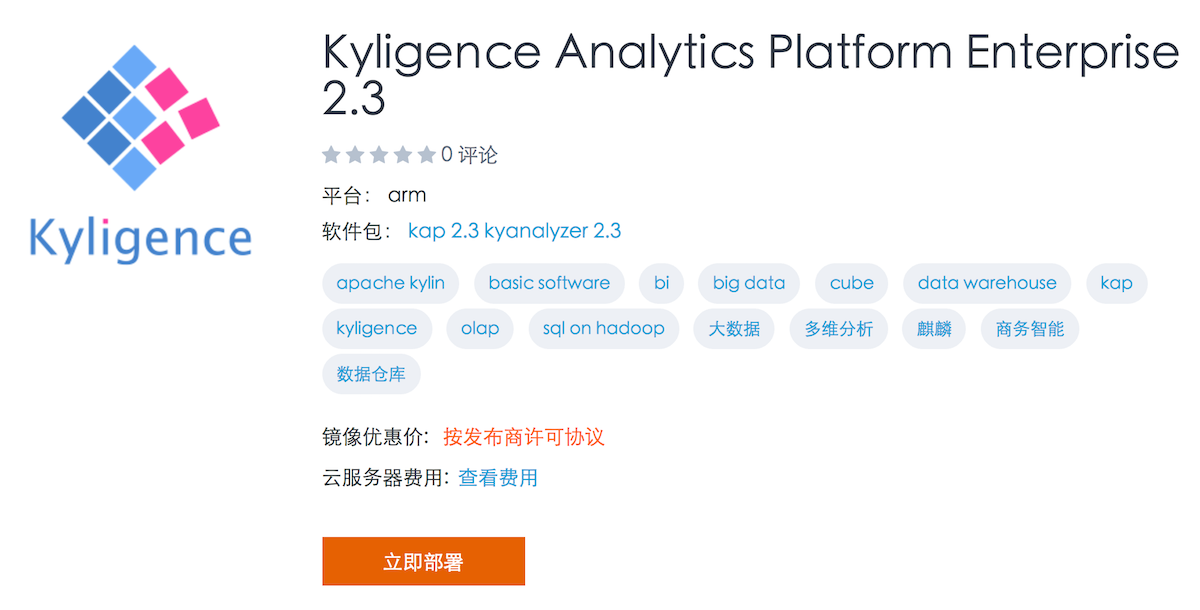 Kyligence
Kyligence Analytics Platform Enterprise
2.3
0 评论
平台： arm
软件包： kap 2.3 kyanalyzer 2.3
apache kylin basic software bi big data cube data warehouse kap
kyligence olap sql on hadoop 大数据 多维分析 麒麟 商务智能
数据仓库
镜像优惠价: 按发布商许可协议
云服务器费用: 查看费用
立即部署